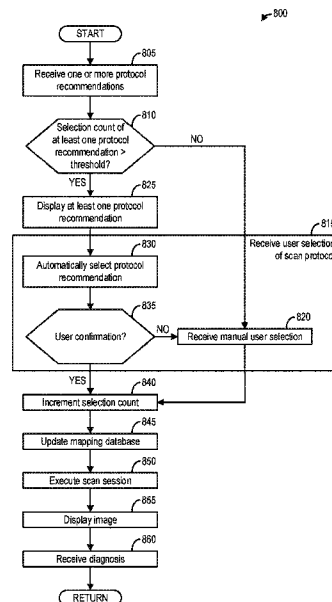 800
START
805
Receive one or more protocol
recommendations
810
Selection count of
at least one protocol
recommendation >
threshold?
NO
YES
825
Display at least one protocol
recommendation
815
Receive user selection
of scan protocol
830
Automatically select protocol
recommendation
835
User confirmation?
NO
820
Receive manual user selection
YES
840
Increment selection count
845
Update mapping database
850
Execute scan session
855
Display image
860
Receive diagnosis
RETURN